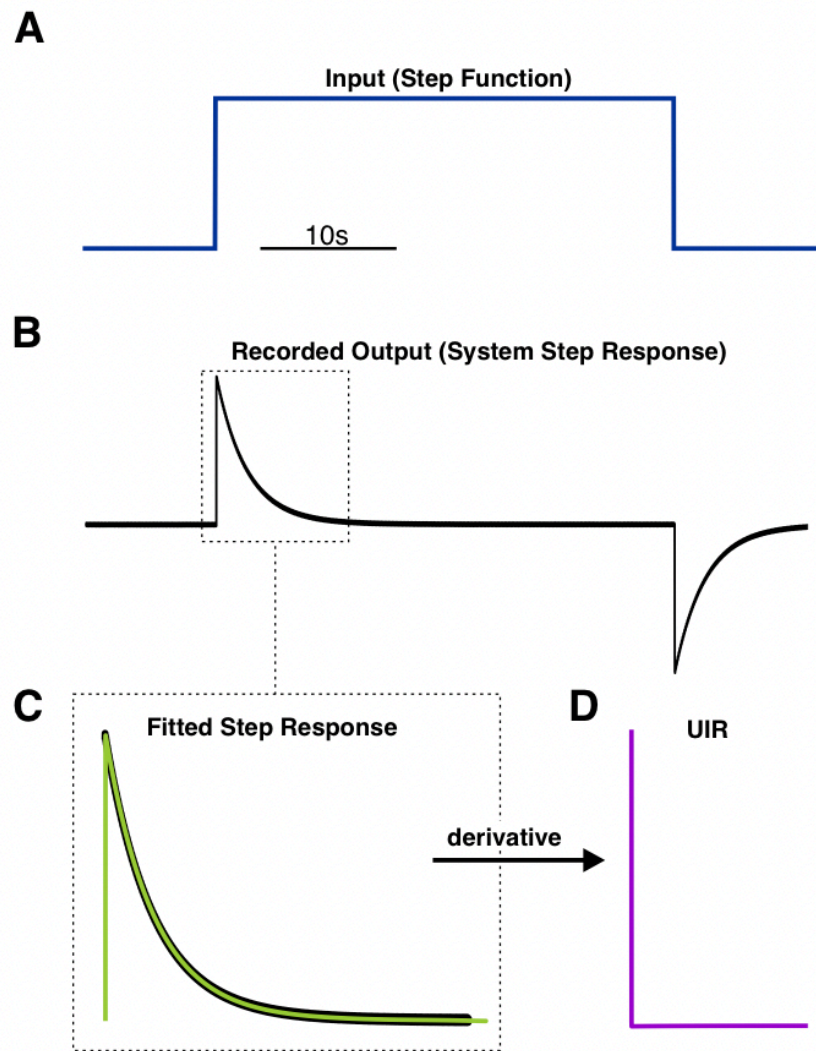 A
Input (Step Function)
10s
B
Recorded Output (System Step Response)
C
Fitted Step Response
D
UIR
derivative